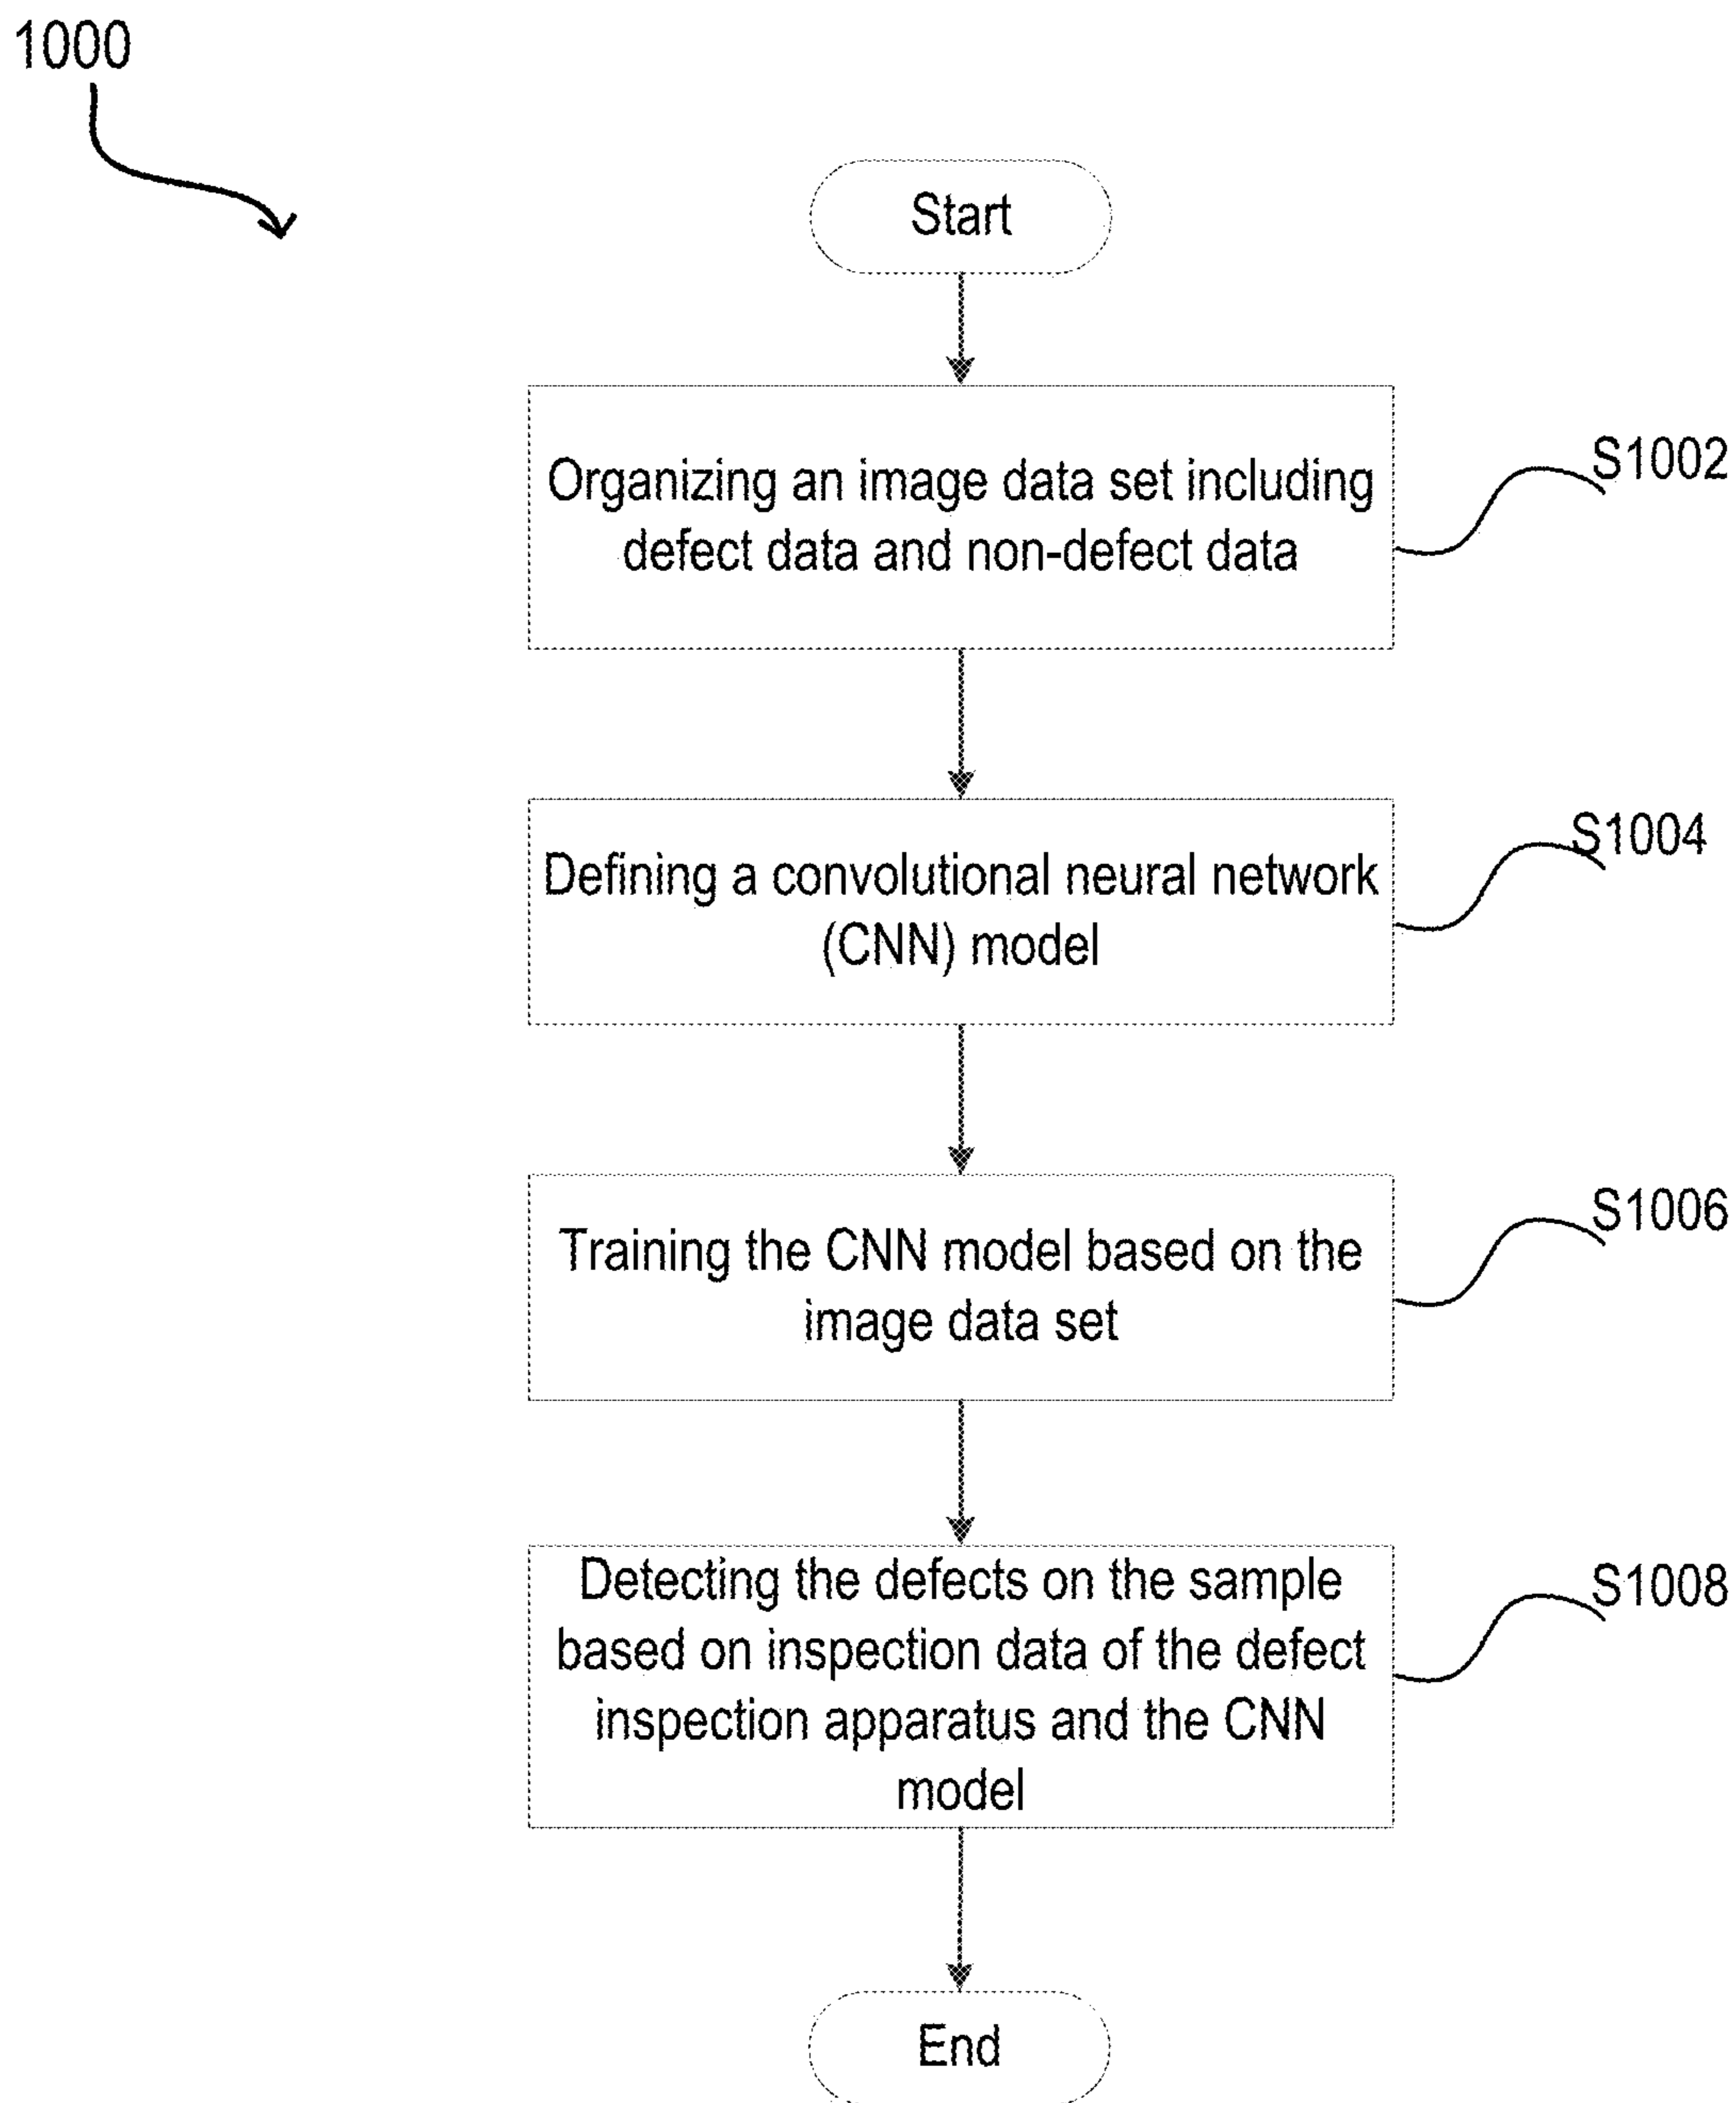 1000
Start
Organizing an image data set including
defect data and non-defect data
S1002
Defining a convolutional neural network
(CNN) model
S1004
Training the CNN model based on the
image data set
S1006
Detecting the defects on the sample
based on inspection data of the defect
inspection apparatus and the CNN
model
S1008
End